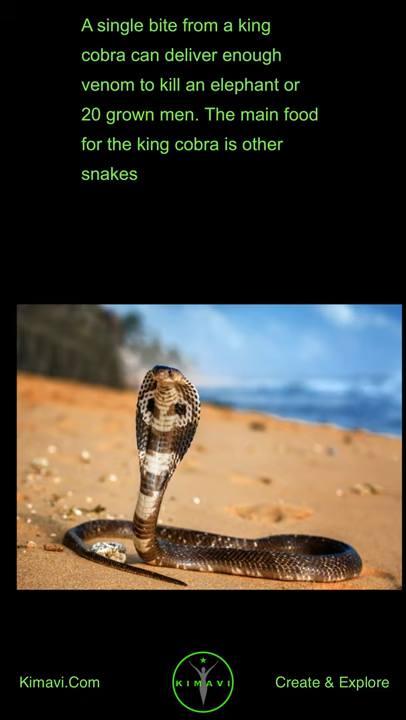 A single bite from a king
cobra can deliver enough
venom to kill an elephant or
20 grown men. The main food
for the king cobra is other
snakes
Kimavi.Com
KIMAVI
Create & Explore